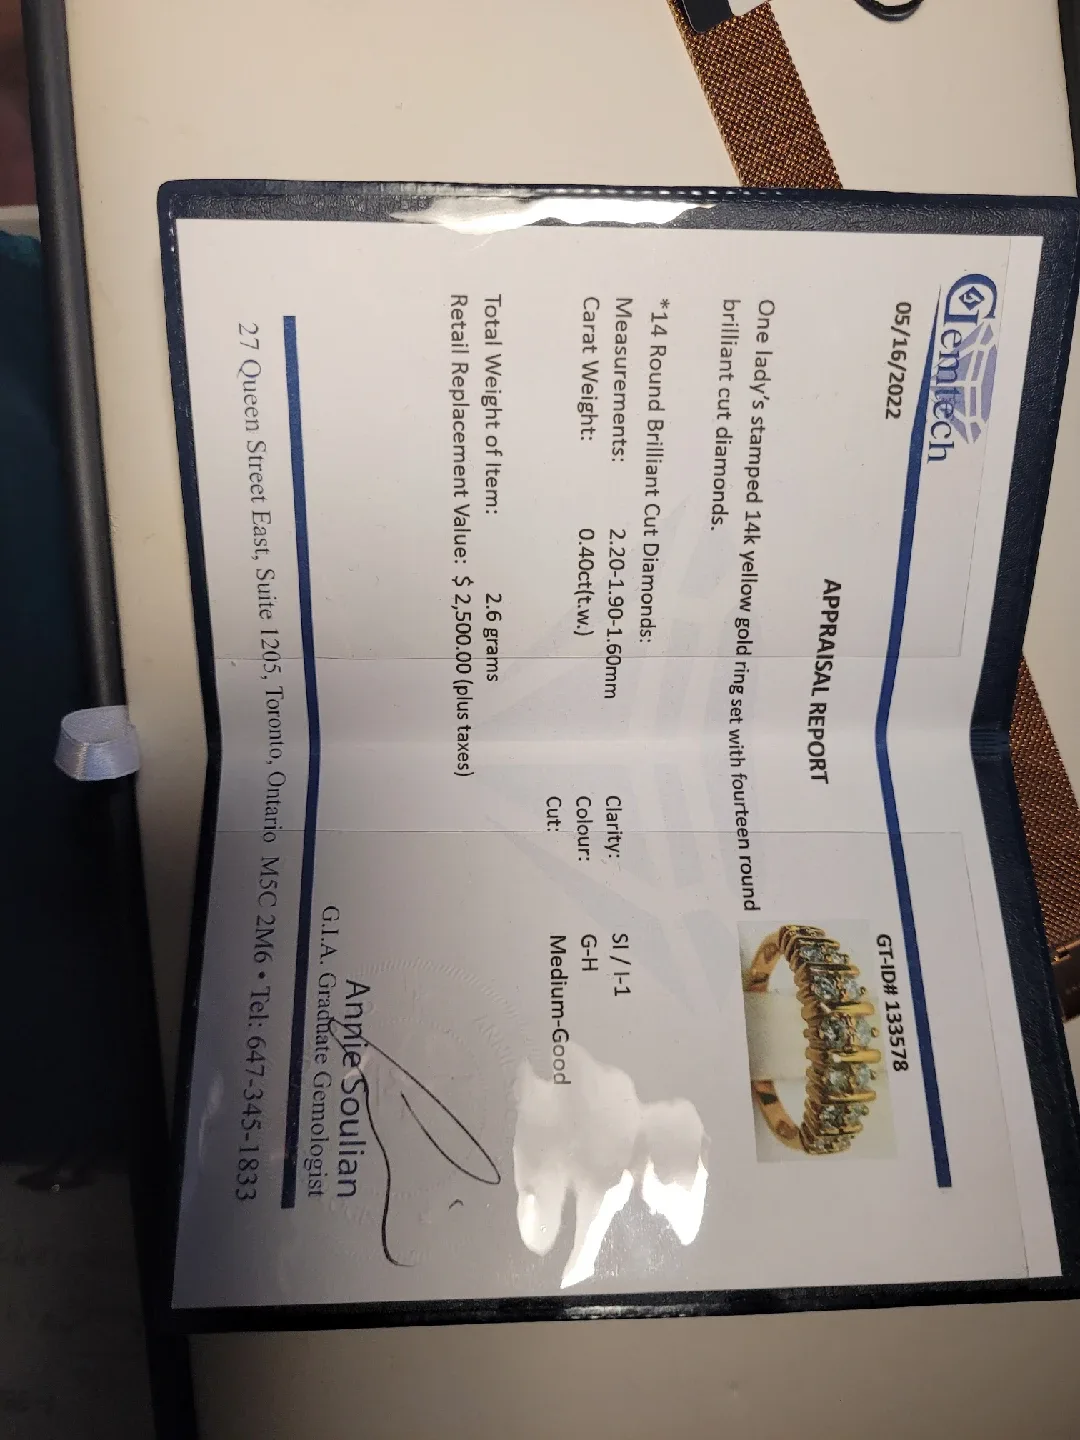 Gemtech
05/16/2022
GT-ID# 133578
APPRAISAL REPORT
One lady's stamped 14k yellow gold ring set with fourteen round
brilliant cut diamonds.
*14 Round Brilliant Cut Diamonds:
Measurements: 2.20-1.90-1.60mm Clarity: SI / I-1
Carat Weight: 0.40ct(t.w.) Colour: G-H
Cut: Medium-Good
Total Weight of Item: 2.6 grams
Retail Replacement Value: $ 2,500.00 (plus taxes)
Annie Soulian
G.I.A. Graduate Gemologist
27 Queen Street East, Suite 1205, Toronto, Ontario M5C 2M6 • Tel: 647-345-1833